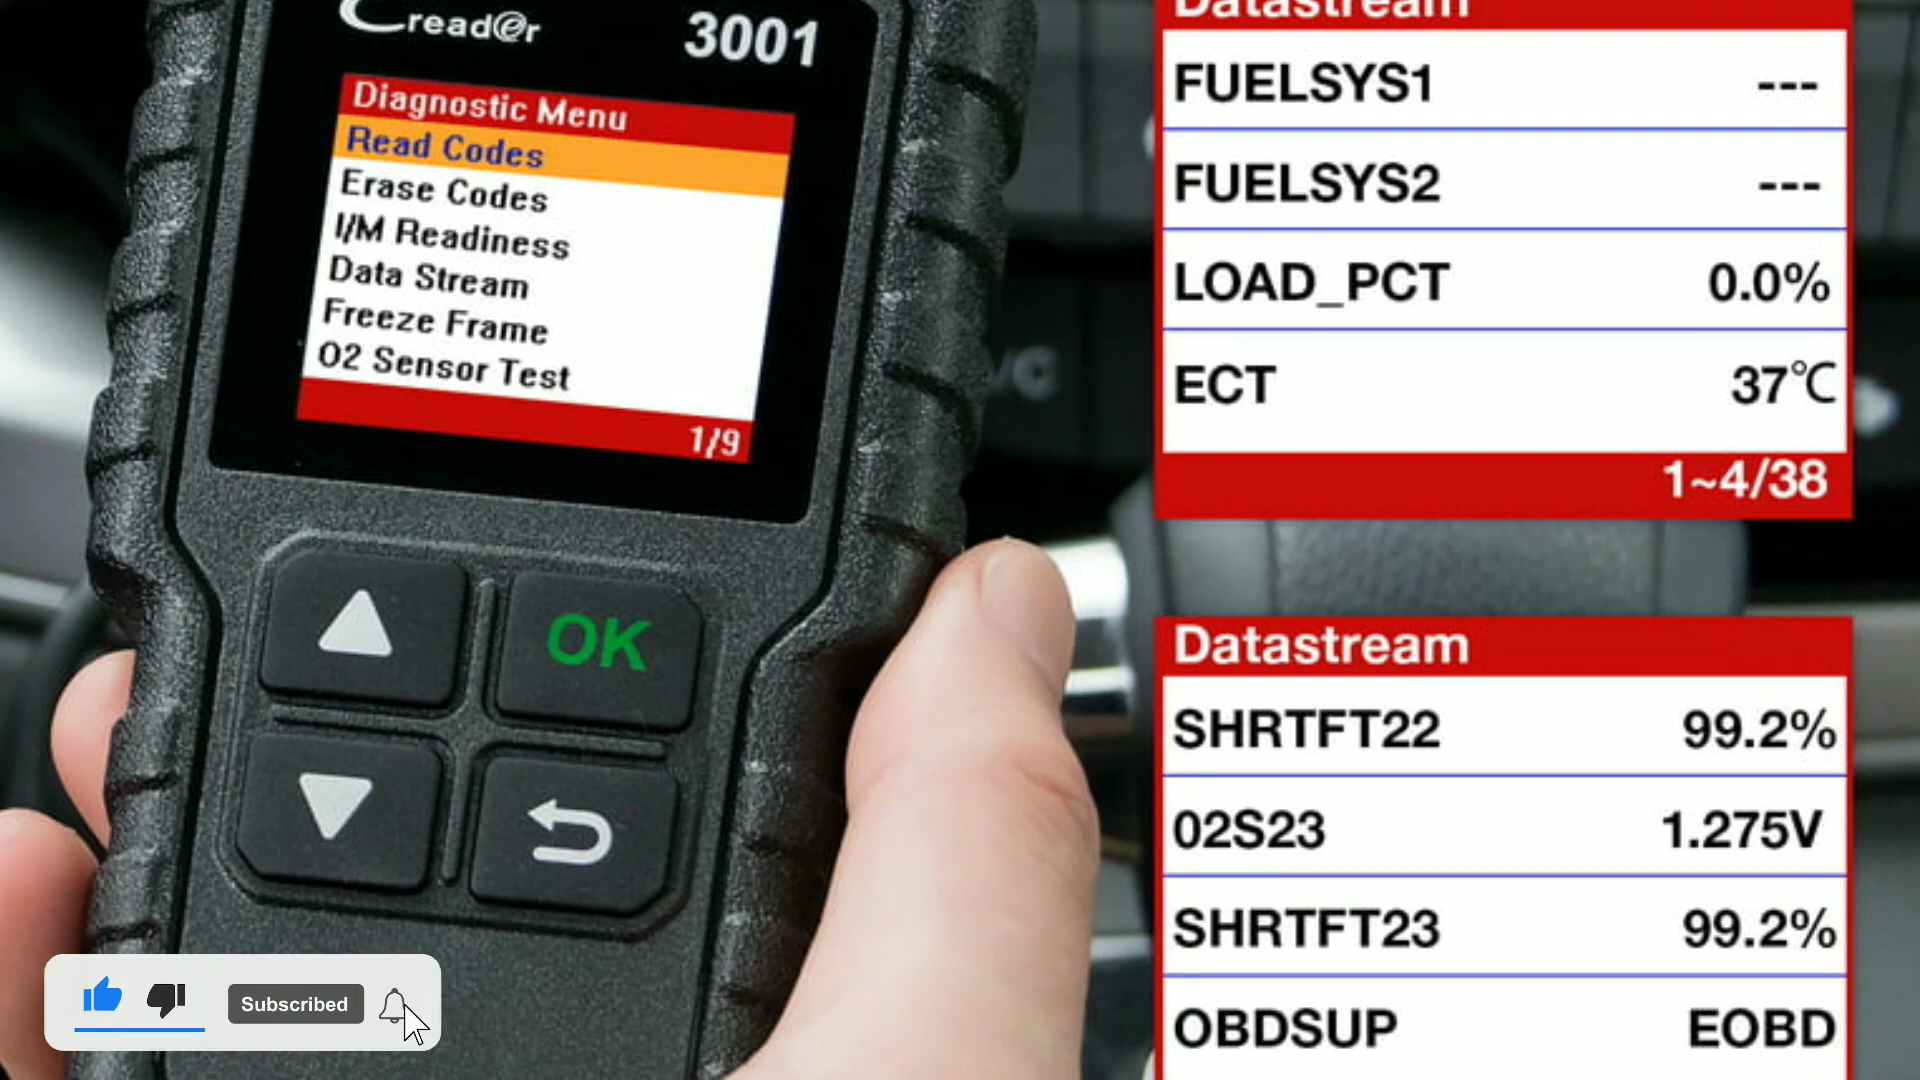 Creader 3001
Diagnostic Menu
Read Codes
Erase Codes
I/M Readiness
Data Stream
Freeze Frame
O2 Sensor Test
1/9
OK
Datastream
FUELSYS1 ---
FUELSYS2 ---
LOAD_PCT 0.0%
ECT 37℃
1~4/38
Datastream
SHRTFT22 99.2%
02S23 1.275V
SHRTFT23 99.2%
OBDSUP EOBD
Subscribed